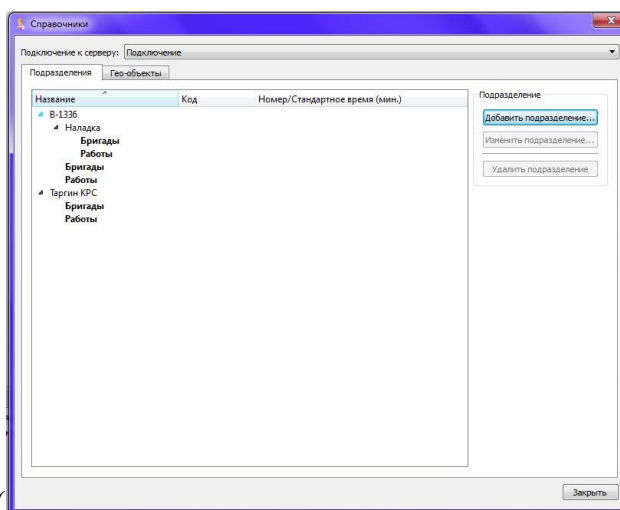 Справочники
Подключение к серверу: Подключение
Подразделения Гео-объекты
Название Код Номер/Стандартное время (мин.)
В-1336
Наладка
Бригады
Работы
Бригады
Работы
Таргин КРС
Бригады
Работы
Подразделение
Добавить подразделение...
Изменить подразделение...
Удалить подразделение
Закрыть